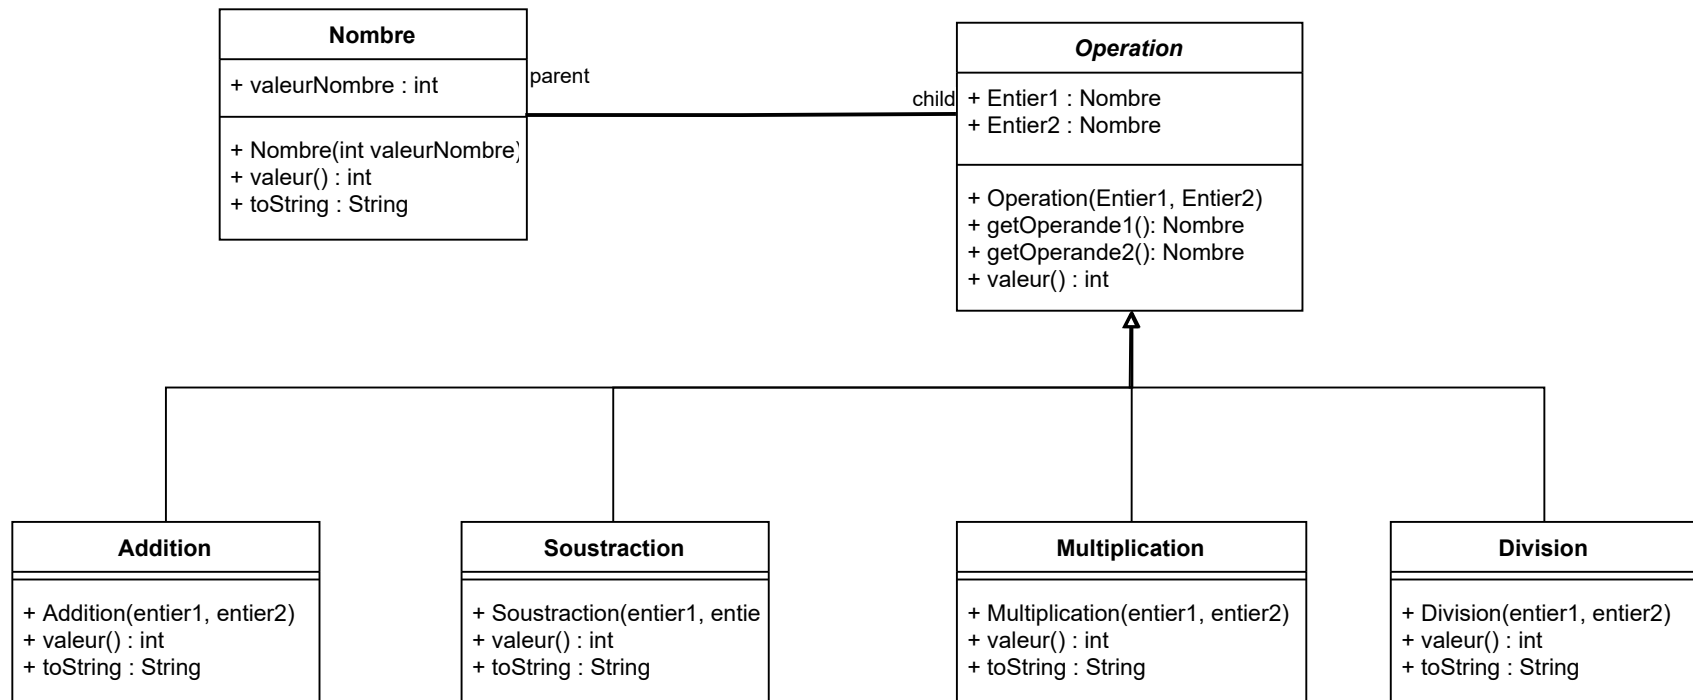 Nombre
+ valeurNombre : int
+ Nombre(int valeurNombre)
+ valeur() : int
+ toString : String
parent
child
Operation
+ Entier1 : Nombre
+ Entier2 : Nombre
+ Operation(Entier1, Entier2)
+ getOperande1(): Nombre
+ getOperande2(): Nombre
+ valeur() : int
Addition
+ Addition(entier1, entier2)
+ valeur() : int
+ toString : String
Soustraction
+ Soustraction(entier1, entie
+ valeur() : int
+ toString : String
Multiplication
+ Multiplication(entier1, entier2)
+ valeur() : int
+ toString : String
Division
+ Division(entier1, entier2)
+ valeur() : int
+ toString : String